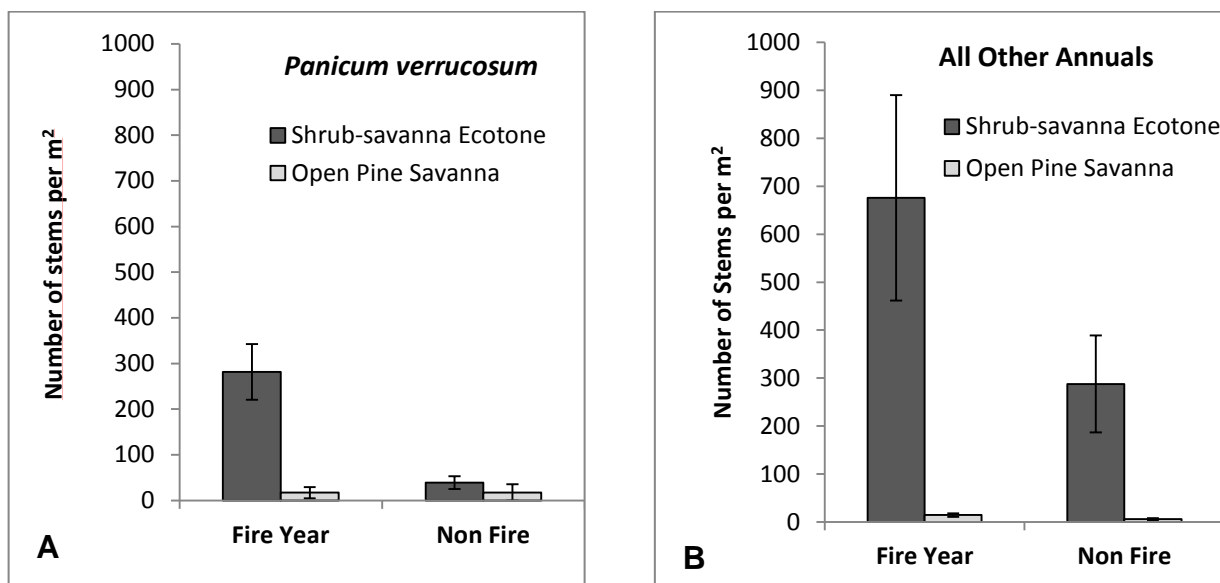 Panicum verrucosum
Number of stems per m²
1000
900
800
700
600
500
400
300
200
100
0
Shrub-savanna Ecotone
Open Pine Savanna
Fire Year
Non Fire
A
All Other Annuals
Number of Stems per m²
1000
900
800
700
600
500
400
300
200
100
0
Shrub-savanna Ecotone
Open Pine Savanna
Fire Year
Non Fire
B